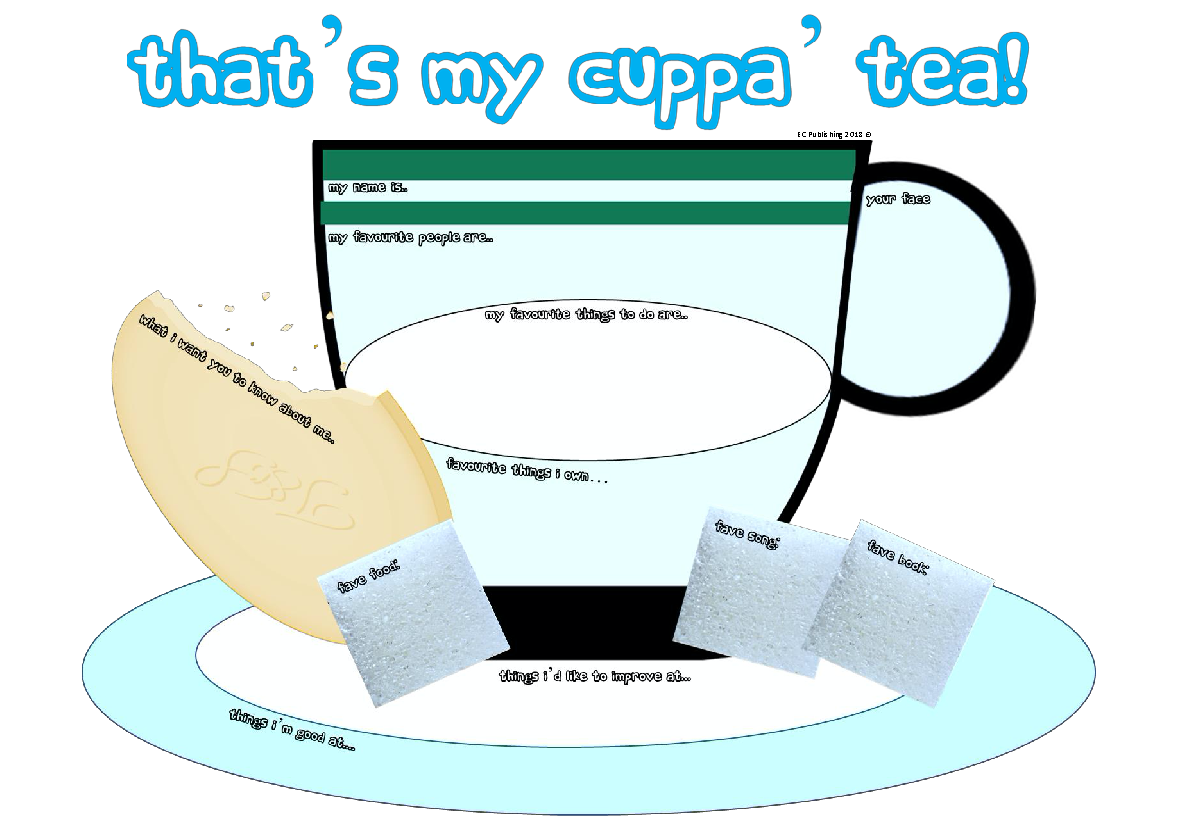 that's my cuppa' tea!
EC Publishing 2018 ©
my name is..
your face
my favourite people are..
my favourite things to do are..
what i want you to know about me..
favourite things i own...
fave song:
fave book:
fave food:
things i'd like to improve at...
things i'm good at....